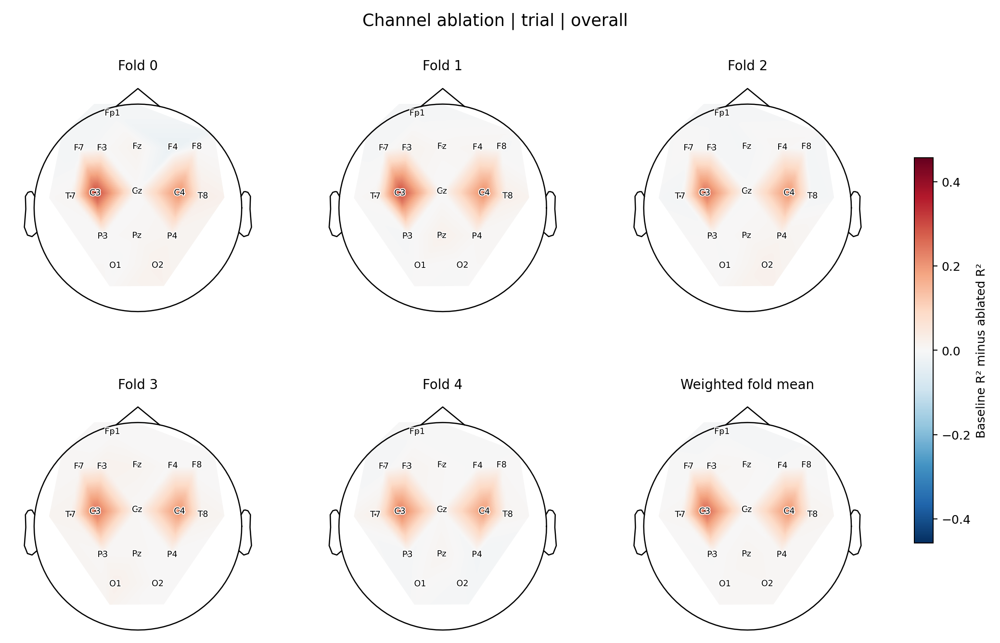 Channel ablation | trial | overall
Fold 0
Fold 1
Fold 2
Fp1
F7 F3 Fz F4 F8
T7 C3 Cz C4 T8
P3 Pz P4
O1 O2
Fp1
F7 F3 Fz F4 F8
T7 C3 Cz C4 T8
P3 Pz P4
O1 O2
Fp1
F7 F3 Fz F4 F8
T7 C3 Cz C4 T8
P3 Pz P4
O1 O2
Fold 3
Fold 4
Weighted fold mean
Fp1
F7 F3 Fz F4 F8
T7 C3 Cz C4 T8
P3 Pz P4
O1 O2
Fp1
F7 F3 Fz F4 F8
T7 C3 Cz C4 T8
P3 Pz P4
O1 O2
Fp1
F7 F3 Fz F4 F8
T7 C3 Cz C4 T8
P3 Pz P4
O1 O2
0.4
0.2
0.0
−0.2
−0.4
Baseline R² minus ablated R²